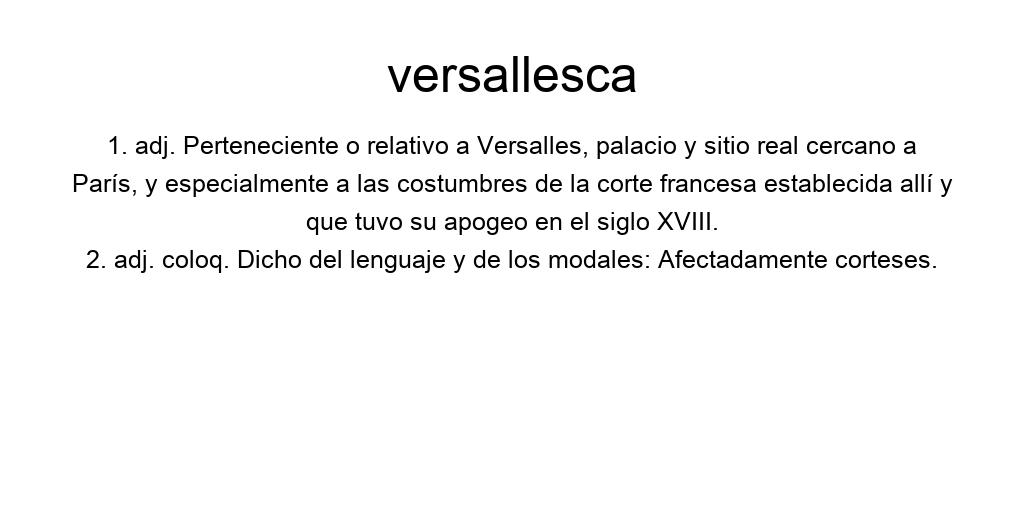 versallesca
1. adj. Perteneciente o relativo a Versalles, palacio y sitio real cercano a
París, y especialmente a las costumbres de la corte francesa establecida allí y
que tuvo su apogeo en el siglo XVIII.
2. adj. coloq. Dicho del lenguaje y de los modales: Afectadamente corteses.